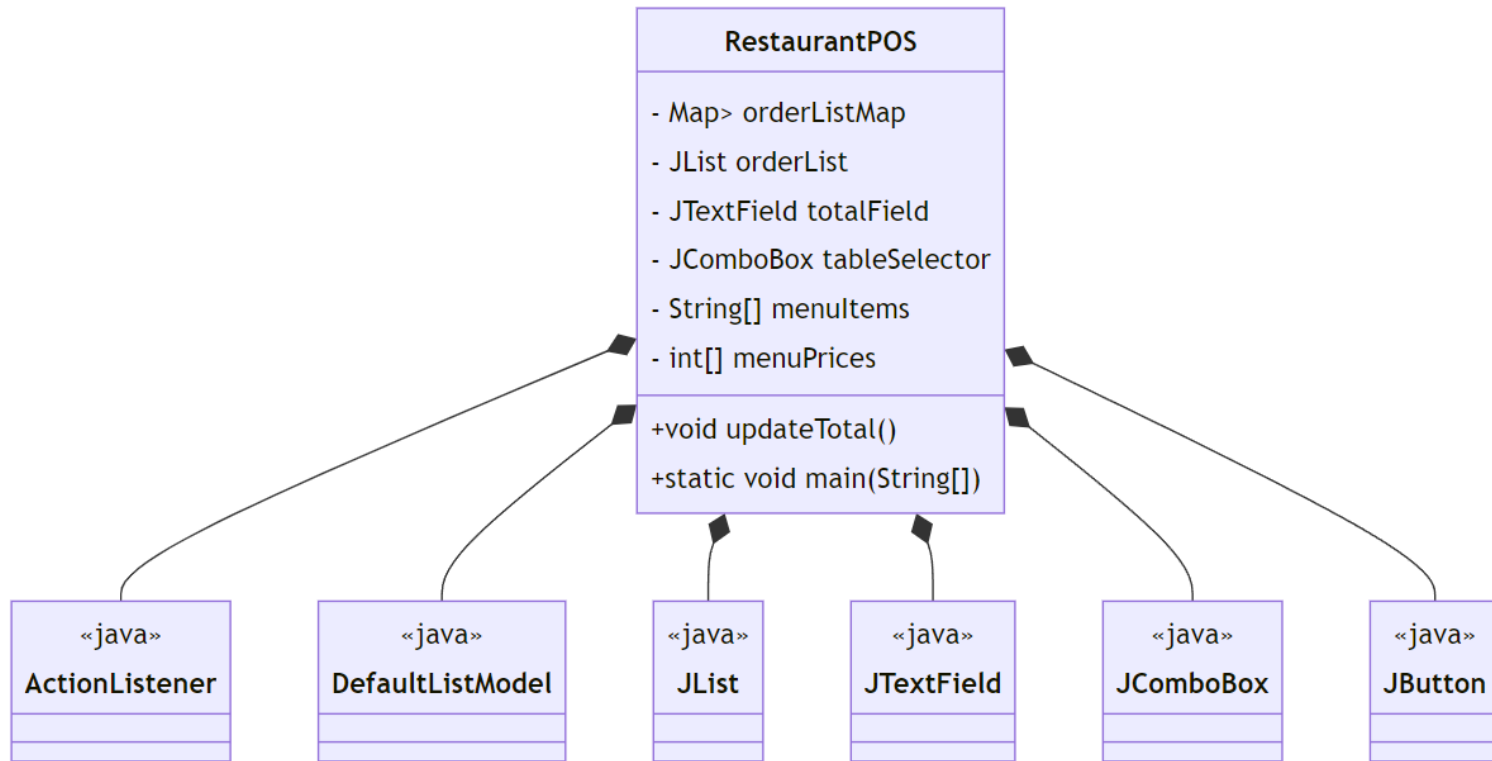 RestaurantPOS
- Map> orderListMap
- JList orderList
- JTextField totalField
- JComboBox tableSelector
- String[] menuItems
- int[] menuPrices
+void updateTotal()
+static void main(String[])
«java»
ActionListener
«java»
DefaultListModel
«java»
JList
«java»
JTextField
«java»
JComboBox
«java»
JButton